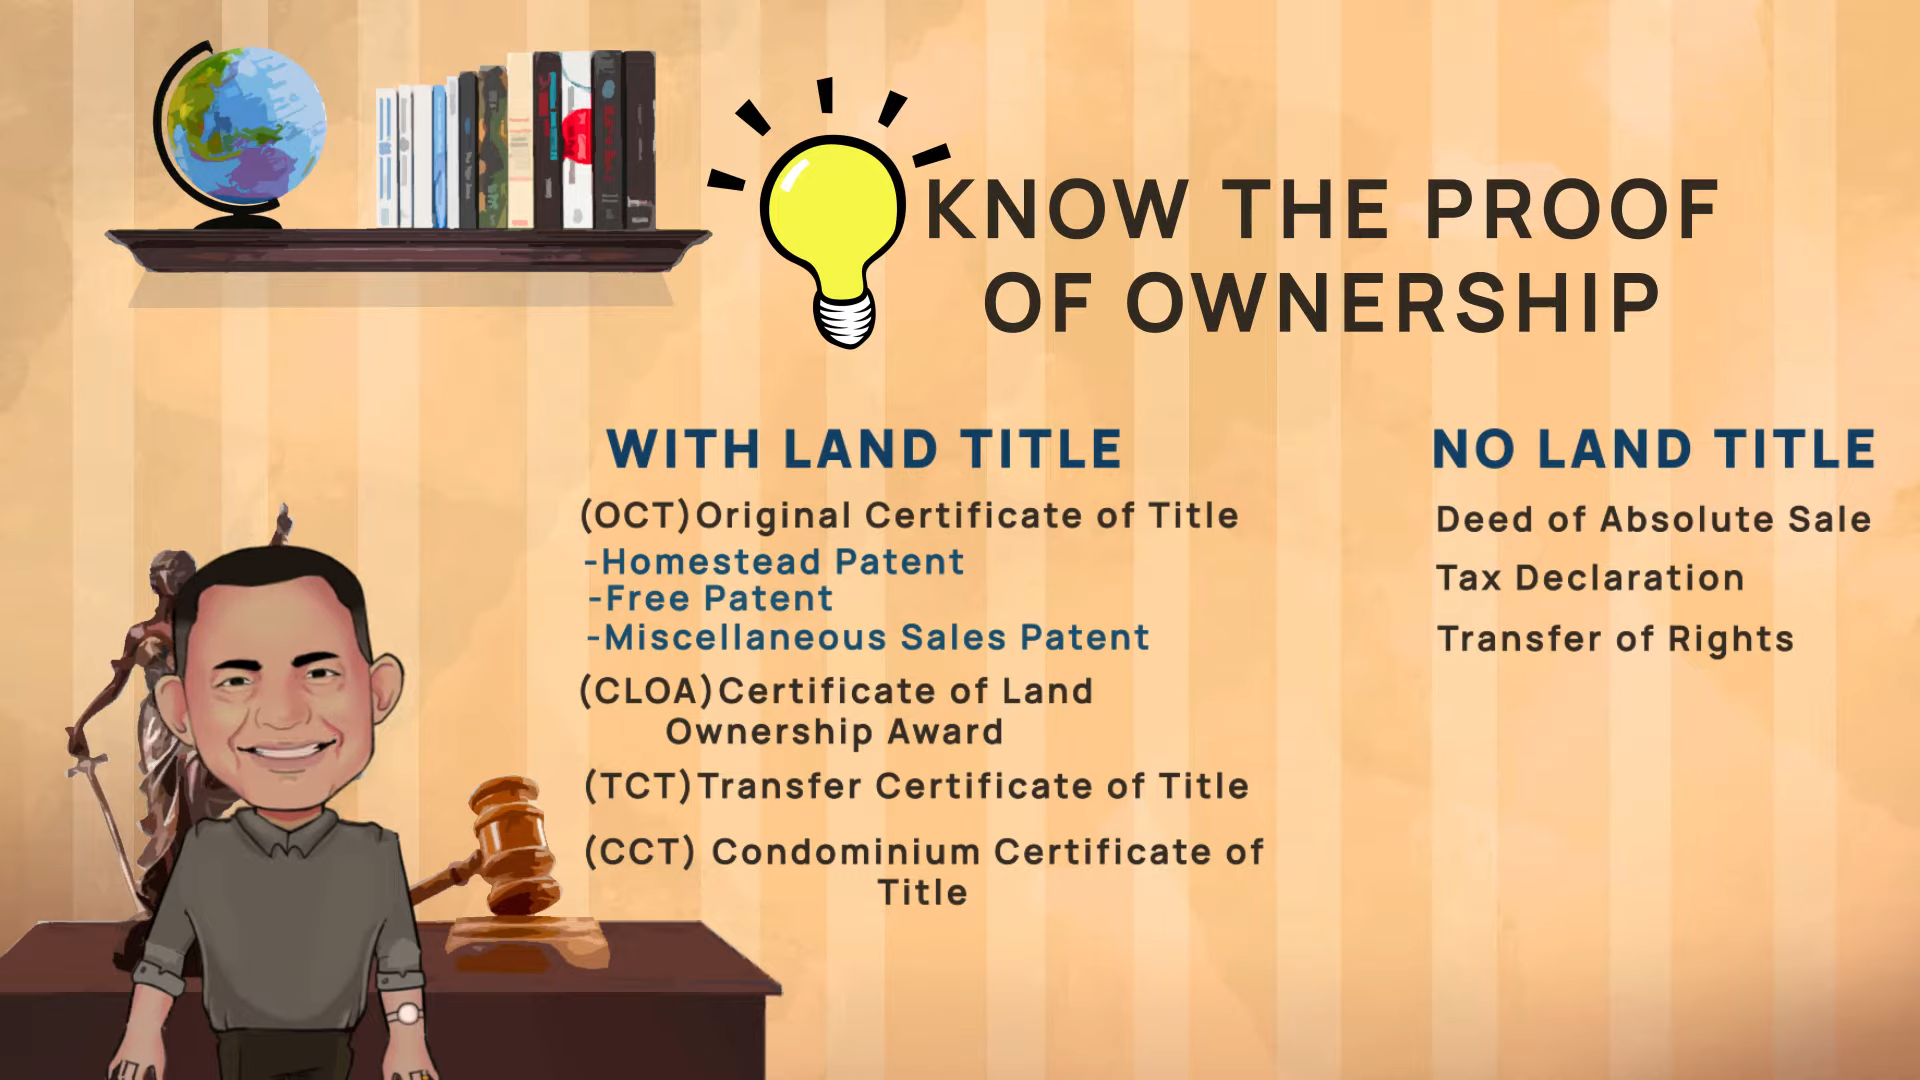 KNOW THE PROOF
OF OWNERSHIP
WITH LAND TITLE
(OCT)Original Certificate of Title
-Homestead Patent
-Free Patent
-Miscellaneous Sales Patent
(CLOA)Certificate of Land
Ownership Award
(TCT)Transfer Certificate of Title
(CCT) Condominium Certificate of
Title
NO LAND TITLE
Deed of Absolute Sale
Tax Declaration
Transfer of Rights